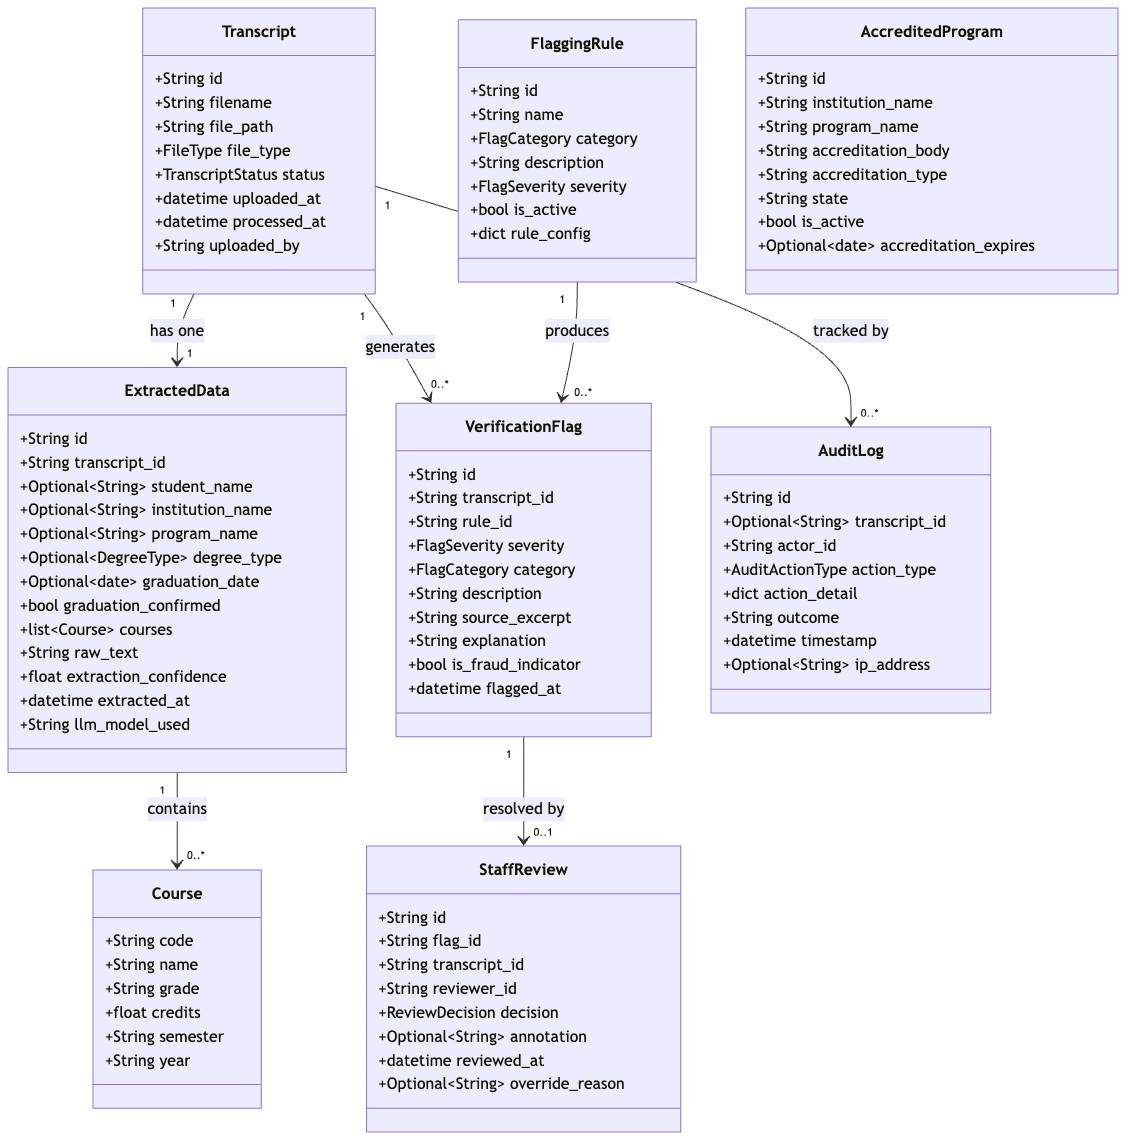 Transcript
+String id
+String filename
+String file_path
+FileType file_type
+TranscriptStatus status
+datetime uploaded_at
+datetime processed_at
+String uploaded_by
FlaggingRule
+String id
+String name
+FlagCategory category
+String description
+FlagSeverity severity
+bool is_active
+dict rule_config
AccreditedProgram
+String id
+String institution_name
+String program_name
+String accreditation_body
+String accreditation_type
+String state
+bool is_active
+Optional<date> accreditation_expires
1
1
has one
1
1
generates
0..*
1
produces
0..*
tracked by
0..*
ExtractedData
+String id
+String transcript_id
+Optional<String> student_name
+Optional<String> institution_name
+Optional<String> program_name
+Optional<DegreeType> degree_type
+Optional<date> graduation_date
+bool graduation_confirmed
+list<Course> courses
+String raw_text
+float extraction_confidence
+datetime extracted_at
+String llm_model_used
VerificationFlag
+String id
+String transcript_id
+String rule_id
+FlagSeverity severity
+FlagCategory category
+String description
+String source_excerpt
+String explanation
+bool is_fraud_indicator
+datetime flagged_at
AuditLog
+String id
+Optional<String> transcript_id
+String actor_id
+AuditActionType action_type
+dict action_detail
+String outcome
+datetime timestamp
+Optional<String> ip_address
1
contains
0..*
1
resolved by
0..1
Course
+String code
+String name
+String grade
+float credits
+String semester
+String year
StaffReview
+String id
+String flag_id
+String transcript_id
+String reviewer_id
+ReviewDecision decision
+Optional<String> annotation
+datetime reviewed_at
+Optional<String> override_reason